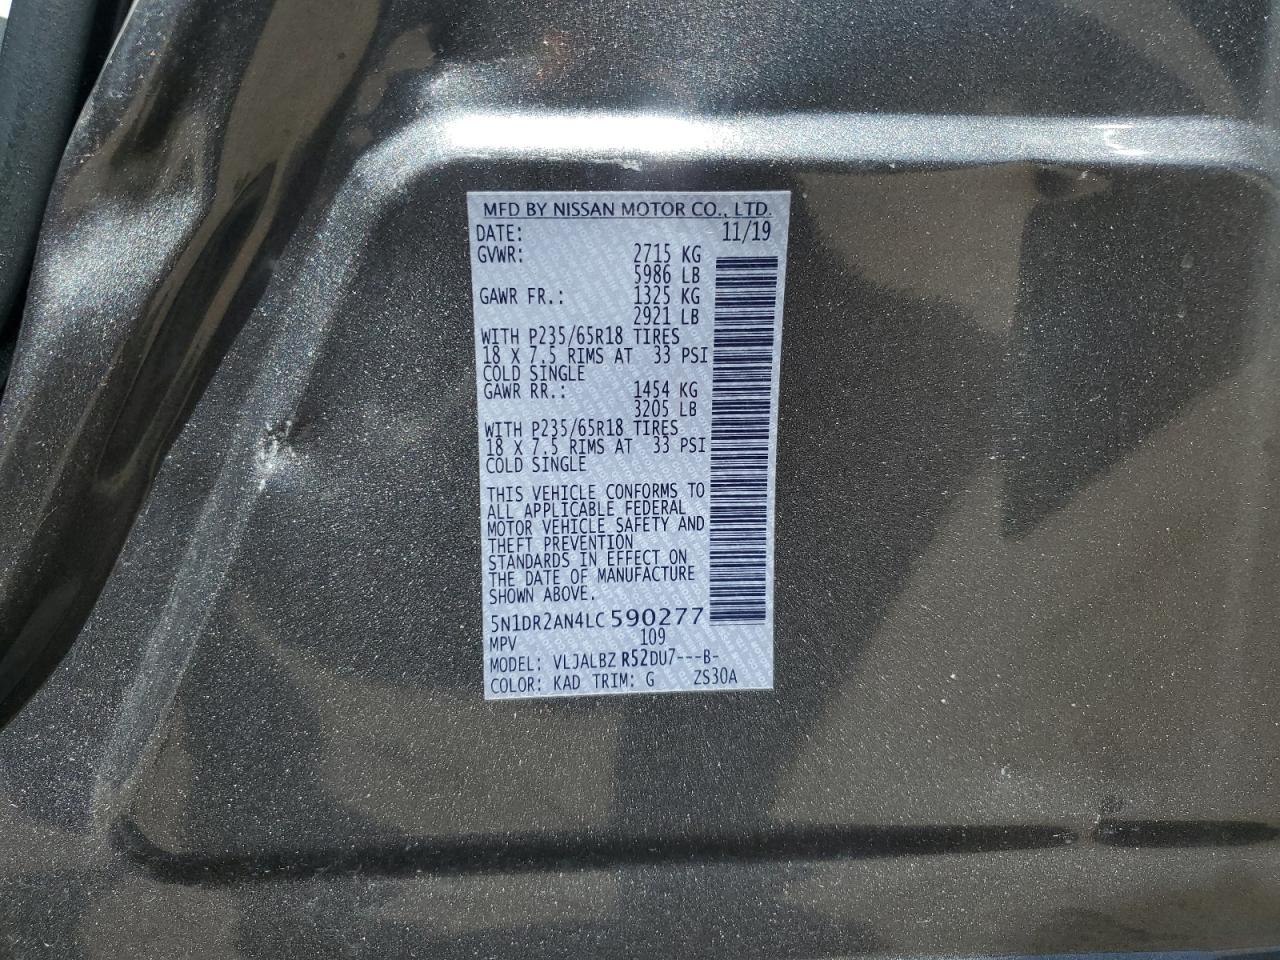 MFD BY NISSAN MOTOR CO., LTD.
DATE: 11/19
GVWR: 2715 KG
5986 LB
GAWR FR.: 1325 KG
2921 LB
WITH P235/65R18 TIRES
18 X 7.5 RIMS AT 33 PSI
COLD SINGLE
GAWR RR.: 1454 KG
3205 LB
WITH P235/65R18 TIRES
18 X 7.5 RIMS AT 33 PSI
COLD SINGLE
THIS VEHICLE CONFORMS TO
ALL APPLICABLE FEDERAL
MOTOR VEHICLE SAFETY AND
THEFT PREVENTION
STANDARDS IN EFFECT ON
THE DATE OF MANUFACTURE
SHOWN ABOVE.
5N1DR2AN4LC590277
MPV 109
MODEL: VLJALBZ R52DU7---B-
COLOR: KAD TRIM: G ZS30A